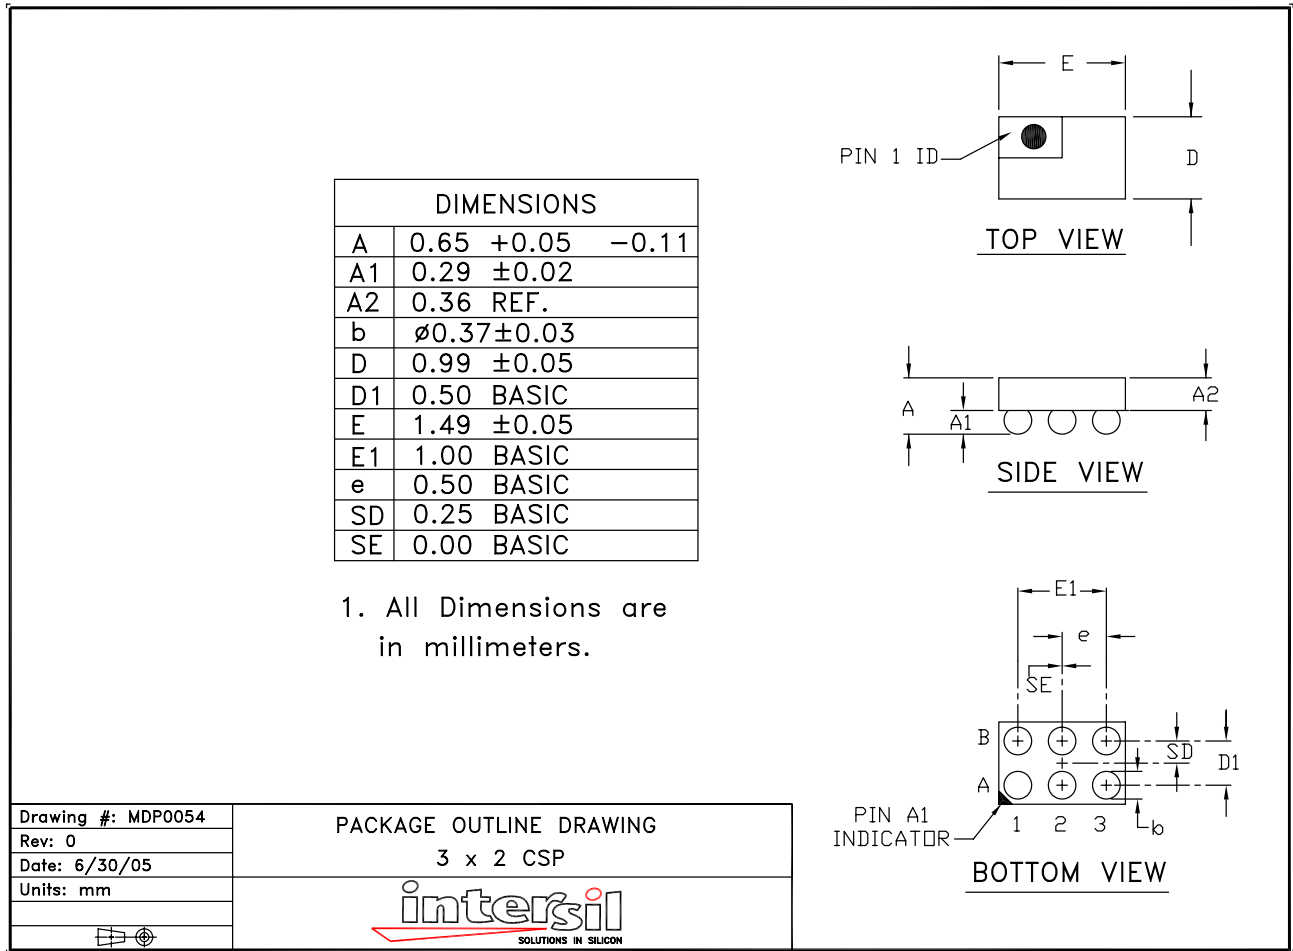 E
PIN 1 ID
D
TOP VIEW
DIMENSIONS
A 0.65 +0.05 -0.11
A1 0.29 ±0.02
A2 0.36 REF.
b ø0.37±0.03
D 0.99 ±0.05
D1 0.50 BASIC
E 1.49 ±0.05
E1 1.00 BASIC
e 0.50 BASIC
SD 0.25 BASIC
SE 0.00 BASIC
1. All Dimensions are
in millimeters.
A
A1
A2
SIDE VIEW
E1
e
SE
B
A
SD
D1
1 2 3
b
PIN A1
INDICATOR
BOTTOM VIEW
Drawing #: MDP0054
Rev: 0
Date: 6/30/05
Units: mm
PACKAGE OUTLINE DRAWING
3 x 2 CSP
intersil
SOLUTIONS IN SILICON